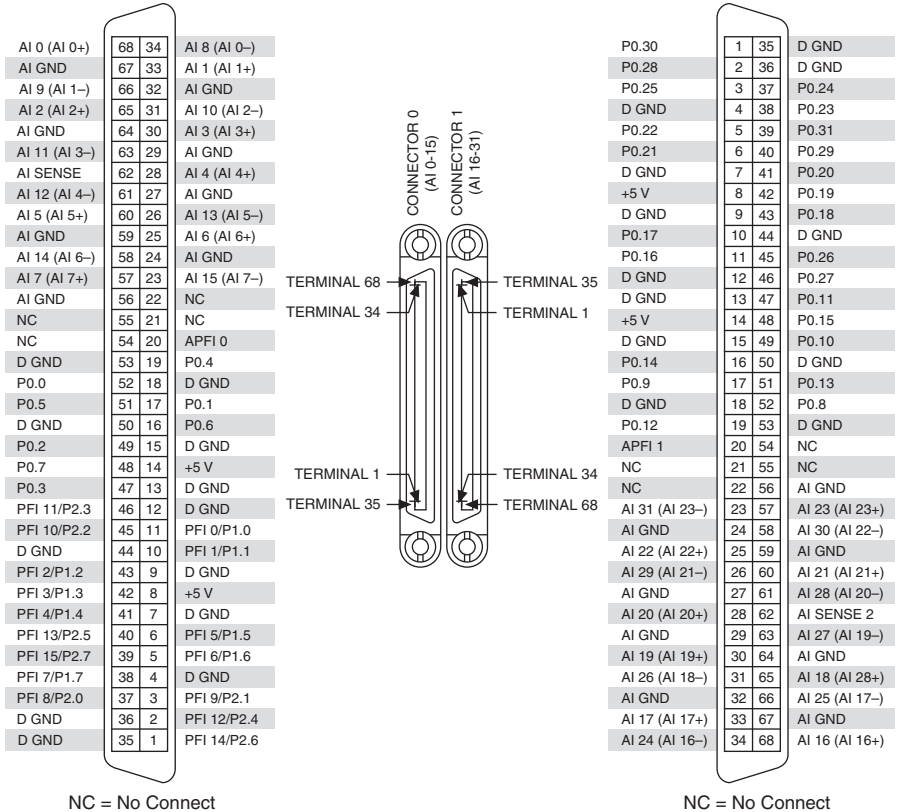 AI 0 (AI 0+) 68 34 AI 8 (AI 0–)
AI GND 67 33 AI 1 (AI 1+)
AI 9 (AI 1–) 66 32 AI GND
AI 2 (AI 2+) 65 31 AI 10 (AI 2–)
AI GND 64 30 AI 3 (AI 3+)
AI 11 (AI 3–) 63 29 AI GND
AI SENSE 62 28 AI 4 (AI 4+)
AI 12 (AI 4–) 61 27 AI GND
AI 5 (AI 5+) 60 26 AI 13 (AI 5–)
AI GND 59 25 AI 6 (AI 6+)
AI 14 (AI 6–) 58 24 AI GND
AI 7 (AI 7+) 57 23 AI 15 (AI 7–)
AI GND 56 22 NC
NC 55 21 NC
NC 54 20 APFI 0
D GND 53 19 P0.4
P0.0 52 18 D GND
P0.5 51 17 P0.1
D GND 50 16 P0.6
P0.2 49 15 D GND
P0.7 48 14 +5 V
P0.3 47 13 D GND
PFI 11/P2.3 46 12 D GND
PFI 10/P2.2 45 11 PFI 0/P1.0
D GND 44 10 PFI 1/P1.1
PFI 2/P1.2 43 9 D GND
PFI 3/P1.3 42 8 +5 V
PFI 4/P1.4 41 7 D GND
PFI 13/P2.5 40 6 PFI 5/P1.5
PFI 15/P2.7 39 5 PFI 6/P1.6
PFI 7/P1.7 38 4 D GND
PFI 8/P2.0 37 3 PFI 9/P2.1
D GND 36 2 PFI 12/P2.4
D GND 35 1 PFI 14/P2.6
NC = No Connect
CONNECTOR 0
(AI 0-15)
CONNECTOR 1
(AI 16-31)
TERMINAL 68
TERMINAL 34
TERMINAL 35
TERMINAL 1
TERMINAL 1
TERMINAL 35
TERMINAL 34
TERMINAL 68
P0.30 1 35 D GND
P0.28 2 36 D GND
P0.25 3 37 P0.24
D GND 4 38 P0.23
P0.22 5 39 P0.31
P0.21 6 40 P0.29
D GND 7 41 P0.20
+5 V 8 42 P0.19
D GND 9 43 P0.18
P0.17 10 44 D GND
P0.16 11 45 P0.26
D GND 12 46 P0.27
D GND 13 47 P0.11
+5 V 14 48 P0.15
D GND 15 49 P0.10
P0.14 16 50 D GND
P0.9 17 51 P0.13
D GND 18 52 P0.8
P0.12 19 53 D GND
APFI 1 20 54 NC
NC 21 55 NC
NC 22 56 AI GND
AI 31 (AI 23–) 23 57 AI 23 (AI 23+)
AI GND 24 58 AI 30 (AI 22–)
AI 22 (AI 22+) 25 59 AI GND
AI 29 (AI 21–) 26 60 AI 21 (AI 21+)
AI GND 27 61 AI 28 (AI 20–)
AI 20 (AI 20+) 28 62 AI SENSE 2
AI GND 29 63 AI 27 (AI 19–)
AI 19 (AI 19+) 30 64 AI GND
AI 26 (AI 18–) 31 65 AI 18 (AI 28+)
AI GND 32 66 AI 25 (AI 17–)
AI 17 (AI 17+) 33 67 AI GND
AI 24 (AI 16–) 34 68 AI 16 (AI 16+)
NC = No Connect